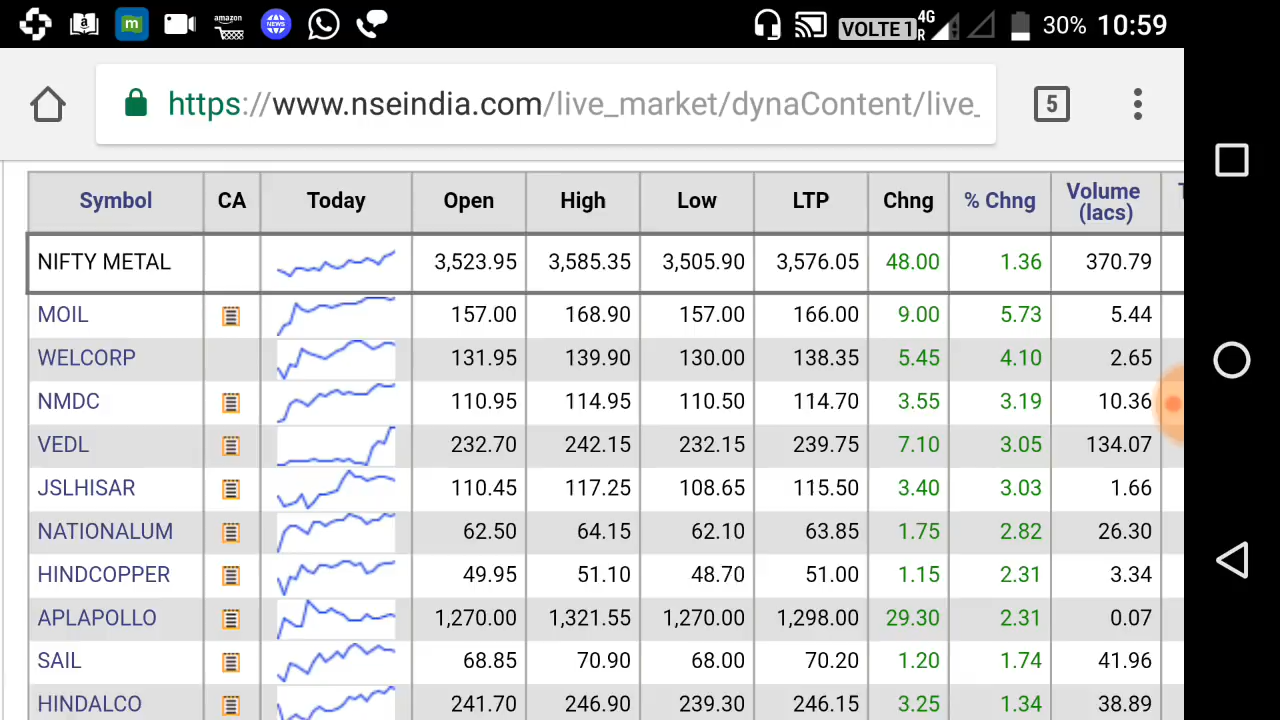 amazon
NEWS
m
a
VOLTE 1 4G R 30% 10:59
https://www.nseindia.com/live_market/dynaContent/live_ 5
Symbol CA Today Open High Low LTP Chng % Chng Volume (lacs) T
NIFTY METAL 3,523.95 3,585.35 3,505.90 3,576.05 48.00 1.36 370.79
MOIL 157.00 168.90 157.00 166.00 9.00 5.73 5.44
WELCORP 131.95 139.90 130.00 138.35 5.45 4.10 2.65
NMDC 110.95 114.95 110.50 114.70 3.55 3.19 10.36
VEDL 232.70 242.15 232.15 239.75 7.10 3.05 134.07
JSLHISAR 110.45 117.25 108.65 115.50 3.40 3.03 1.66
NATIONALUM 62.50 64.15 62.10 63.85 1.75 2.82 26.30
HINDCOPPER 49.95 51.10 48.70 51.00 1.15 2.31 3.34
APLAPOLLO 1,270.00 1,321.55 1,270.00 1,298.00 29.30 2.31 0.07
SAIL 68.85 70.90 68.00 70.20 1.20 1.74 41.96
HINDALCO 241.70 246.90 239.30 246.15 3.25 1.34 38.89